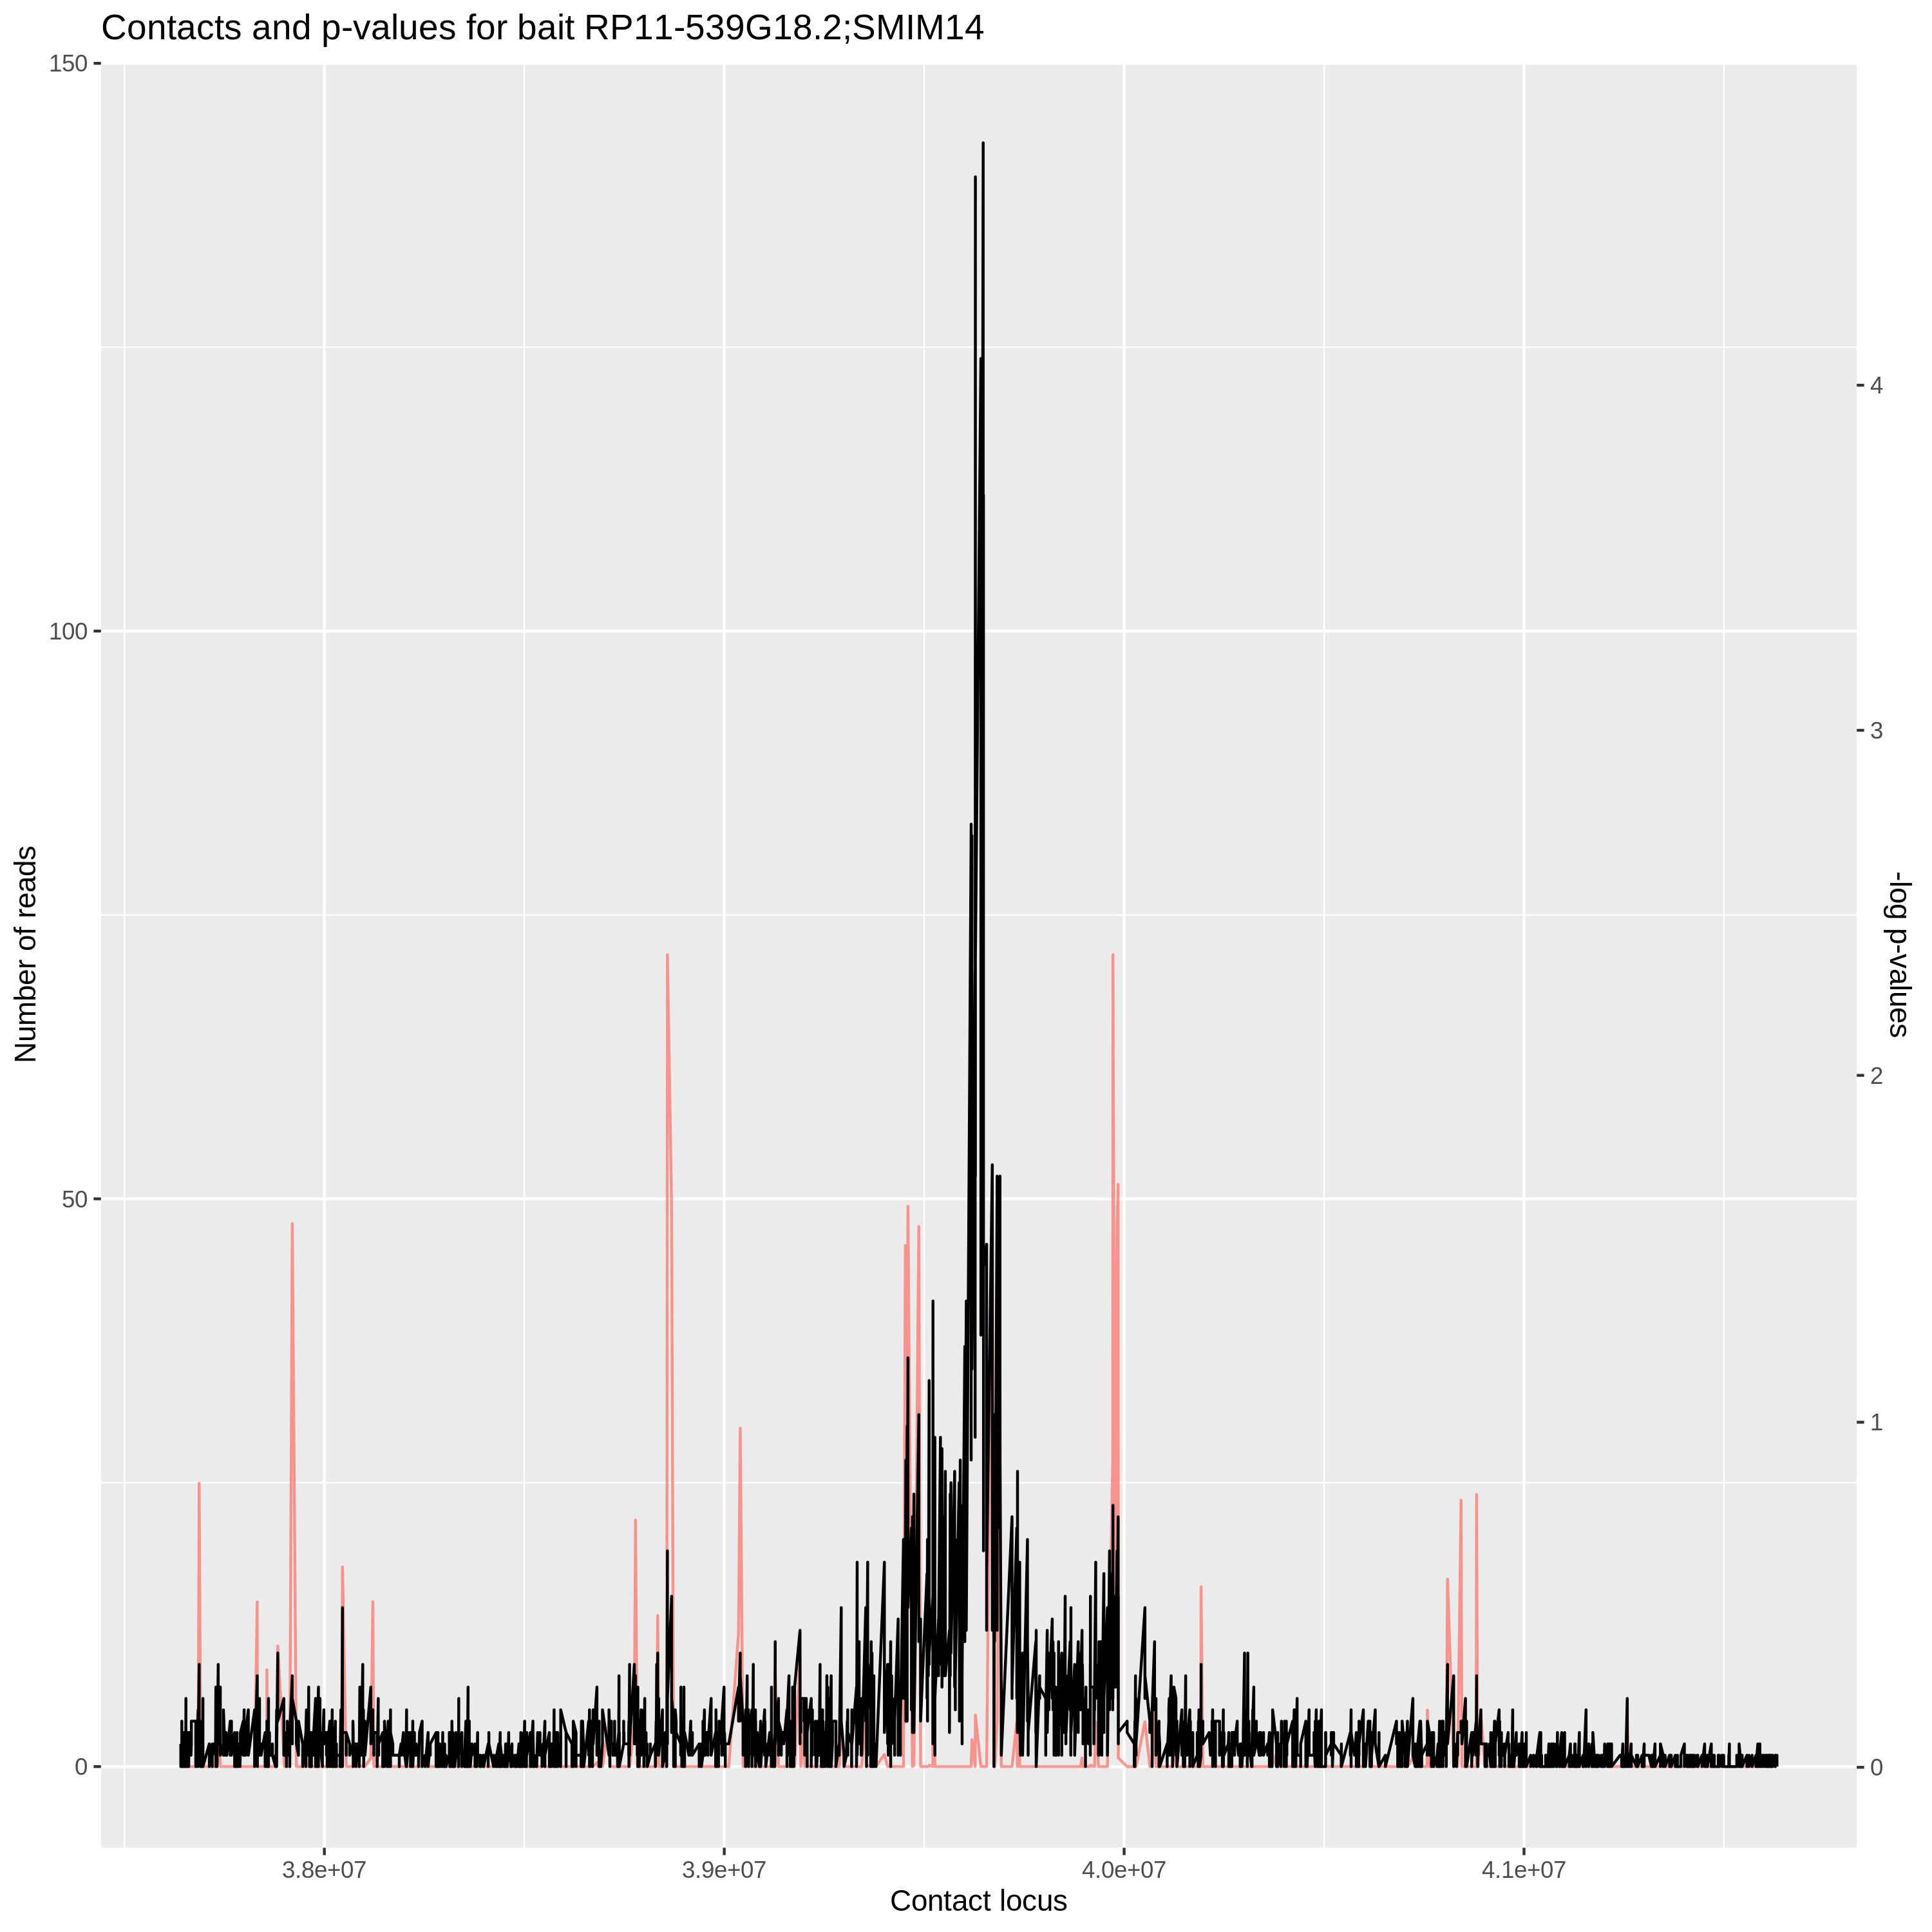 Contacts and p-values for bait RP11-539G18.2;SMIM14
150
100
50
0
Number of reads
4
3
2
1
0
-log p-values
3.8e+07
3.9e+07
4.0e+07
4.1e+07
Contact locus